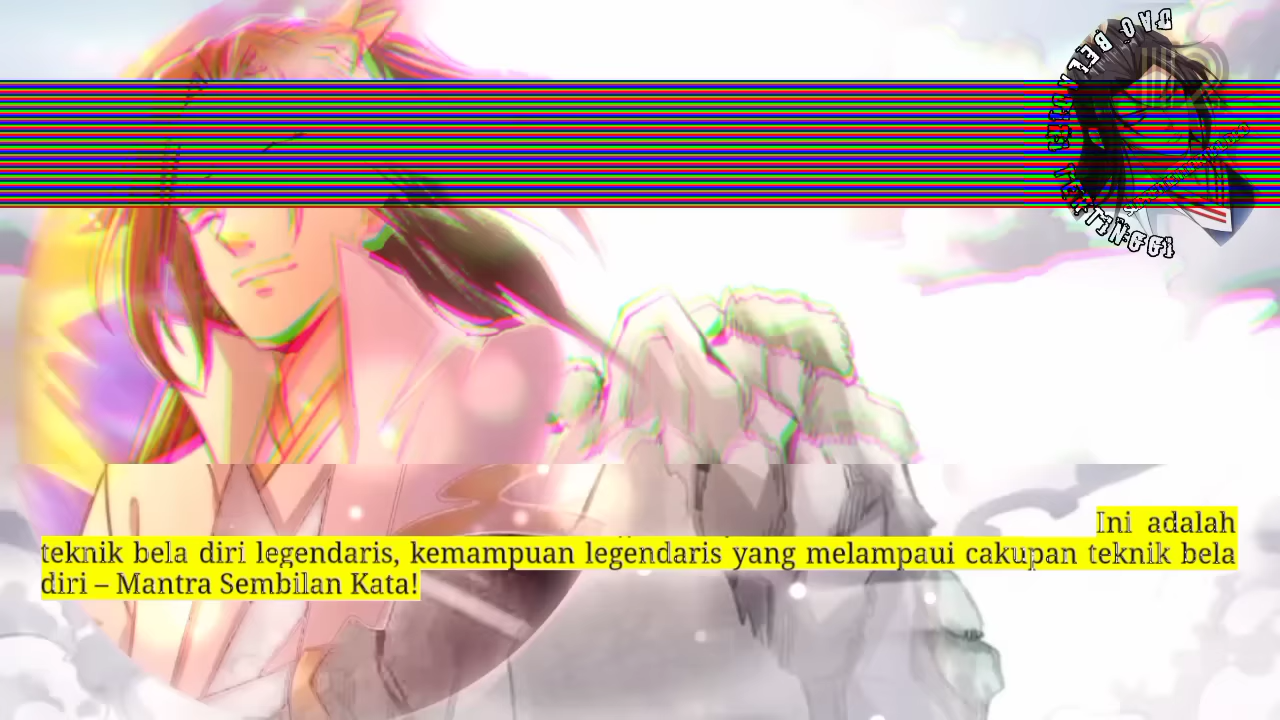 Ini adalah
teknik bela diri legendaris, kemampuan legendaris yang melampaui cakupan teknik bela
diri – Mantra Sembilan Kata!